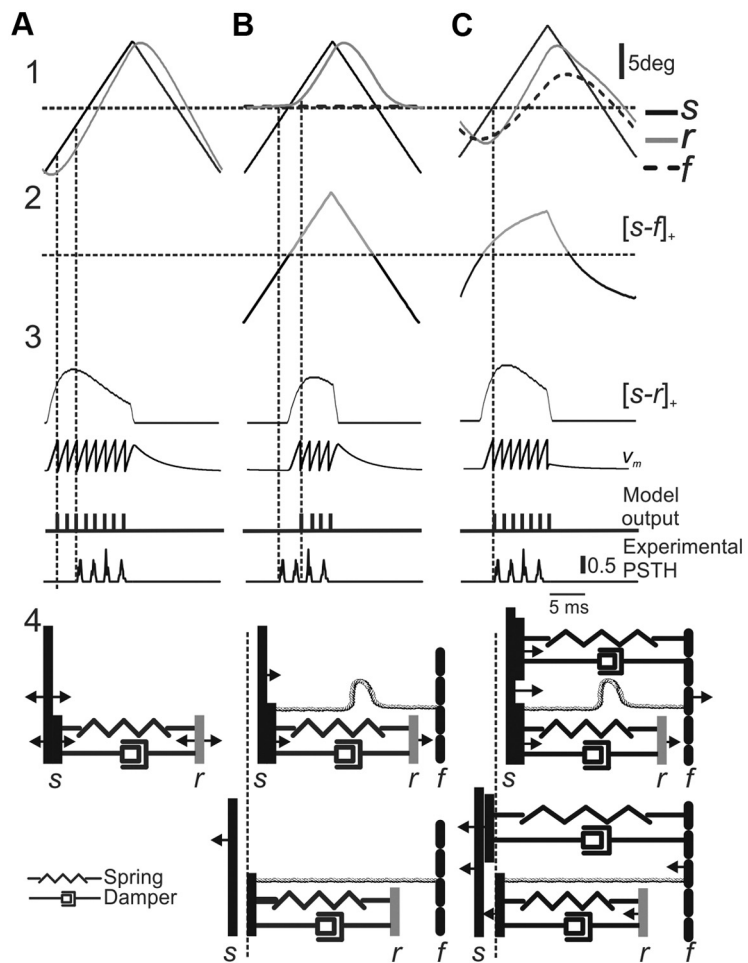 A B C
1
5deg
s
r
f
2
[s-f]+
3
[s-r]+
vm
Model
output
Experimental
PSTH
0.5
5 ms
4
s r
s r f
s r f
Spring
Damper
s r f
s r f